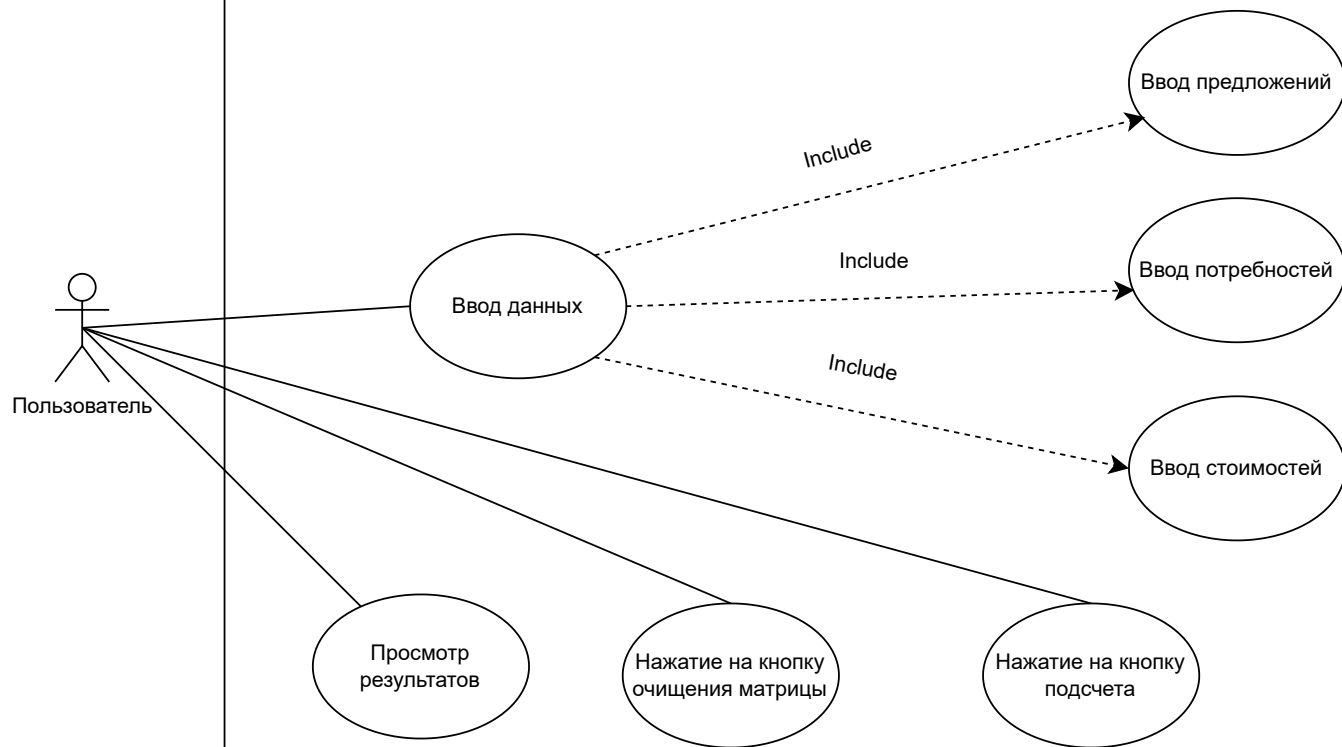 Ввод предложений
Include
Ввод потребностей
Include
Ввод данных
Include
Пользователь
Ввод стоимостей
Просмотр
результатов
Нажатие на кнопку
очищения матрицы
Нажатие на кнопку
подсчета